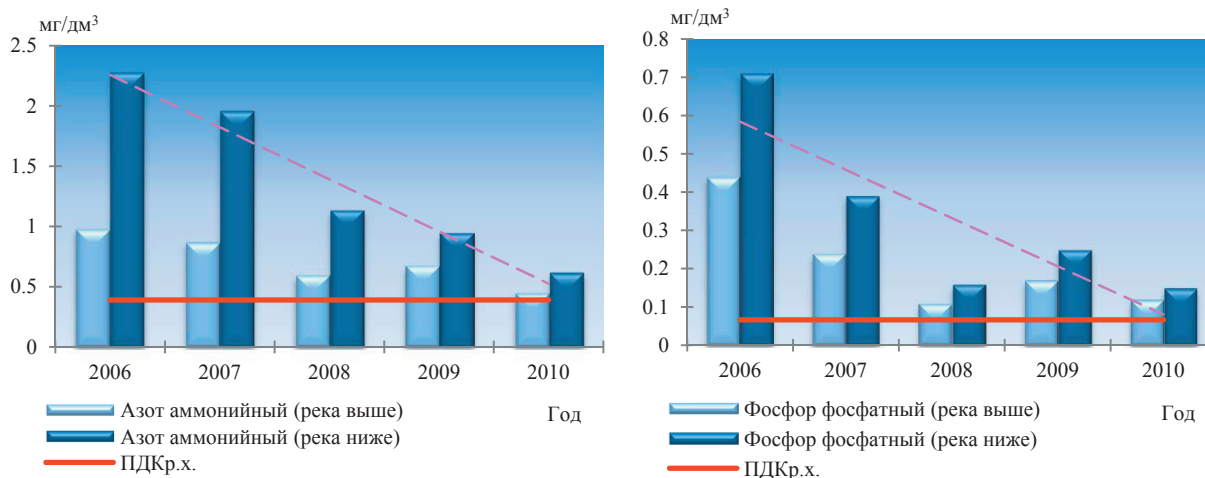 мг/дм³
2.5
2
1.5
1
0.5
0
2006 2007 2008 2009 2010
Азот аммонийный (река выше)
Год
Азот аммонийный (река ниже)
ПДКр.х.
мг/дм³
0.8
0.7
0.6
0.5
0.4
0.3
0.2
0.1
0
2006 2007 2008 2009 2010
Фосфор фосфатный (река выше)
Год
Фосфор фосфатный (река ниже)
ПДКр.х.